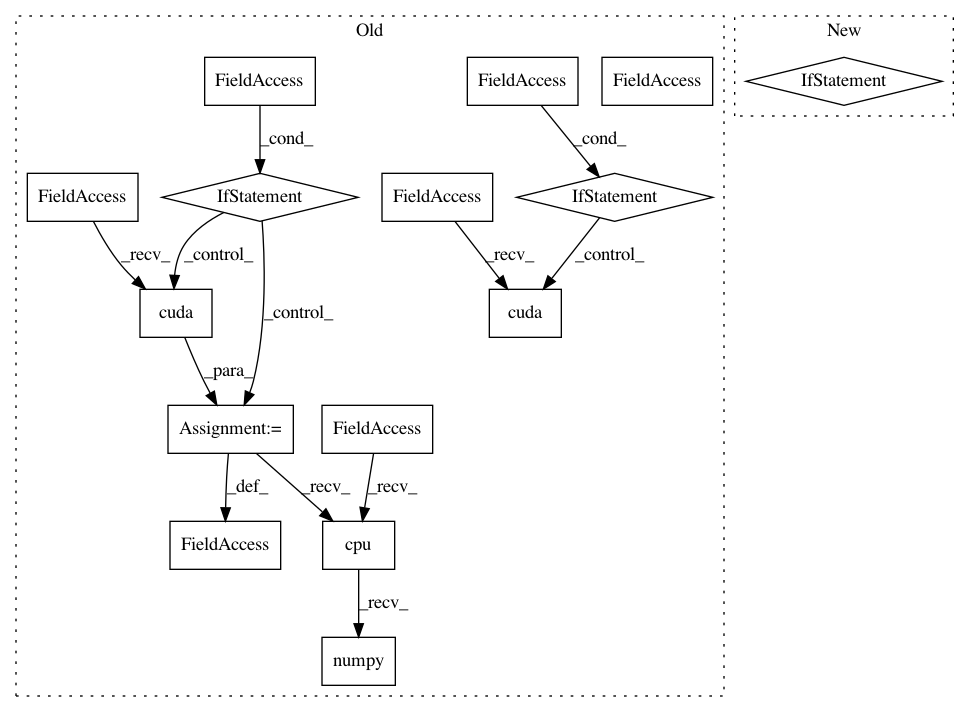 Old
New
FieldAccess
FieldAccess
FieldAccess
IfStatement
_cond_
_cond_
FieldAccess
IfStatement
FieldAccess
IfStatement
_recv_
_control_
_recv_
_control_
cuda
_control_
cuda
_para_
Assignment:=
FieldAccess
_def_
_recv_
_recv_
FieldAccess
cpu
_recv_
numpy